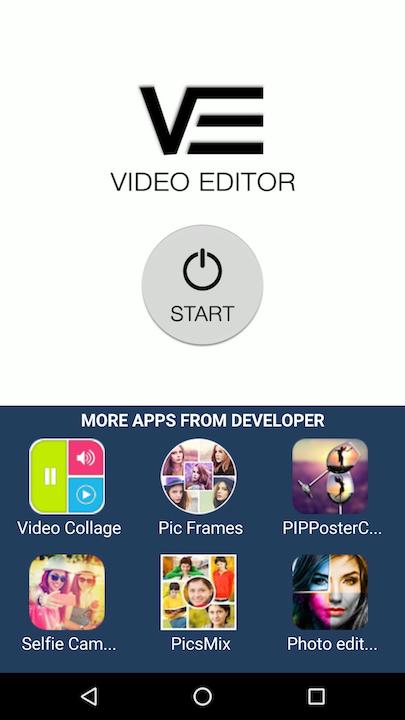 VE
VIDEO EDITOR
START
MORE APPS FROM DEVELOPER
Video Collage
Pic Frames
PIPPosterC...
Selfie Cam...
PicsMix
Photo edit...